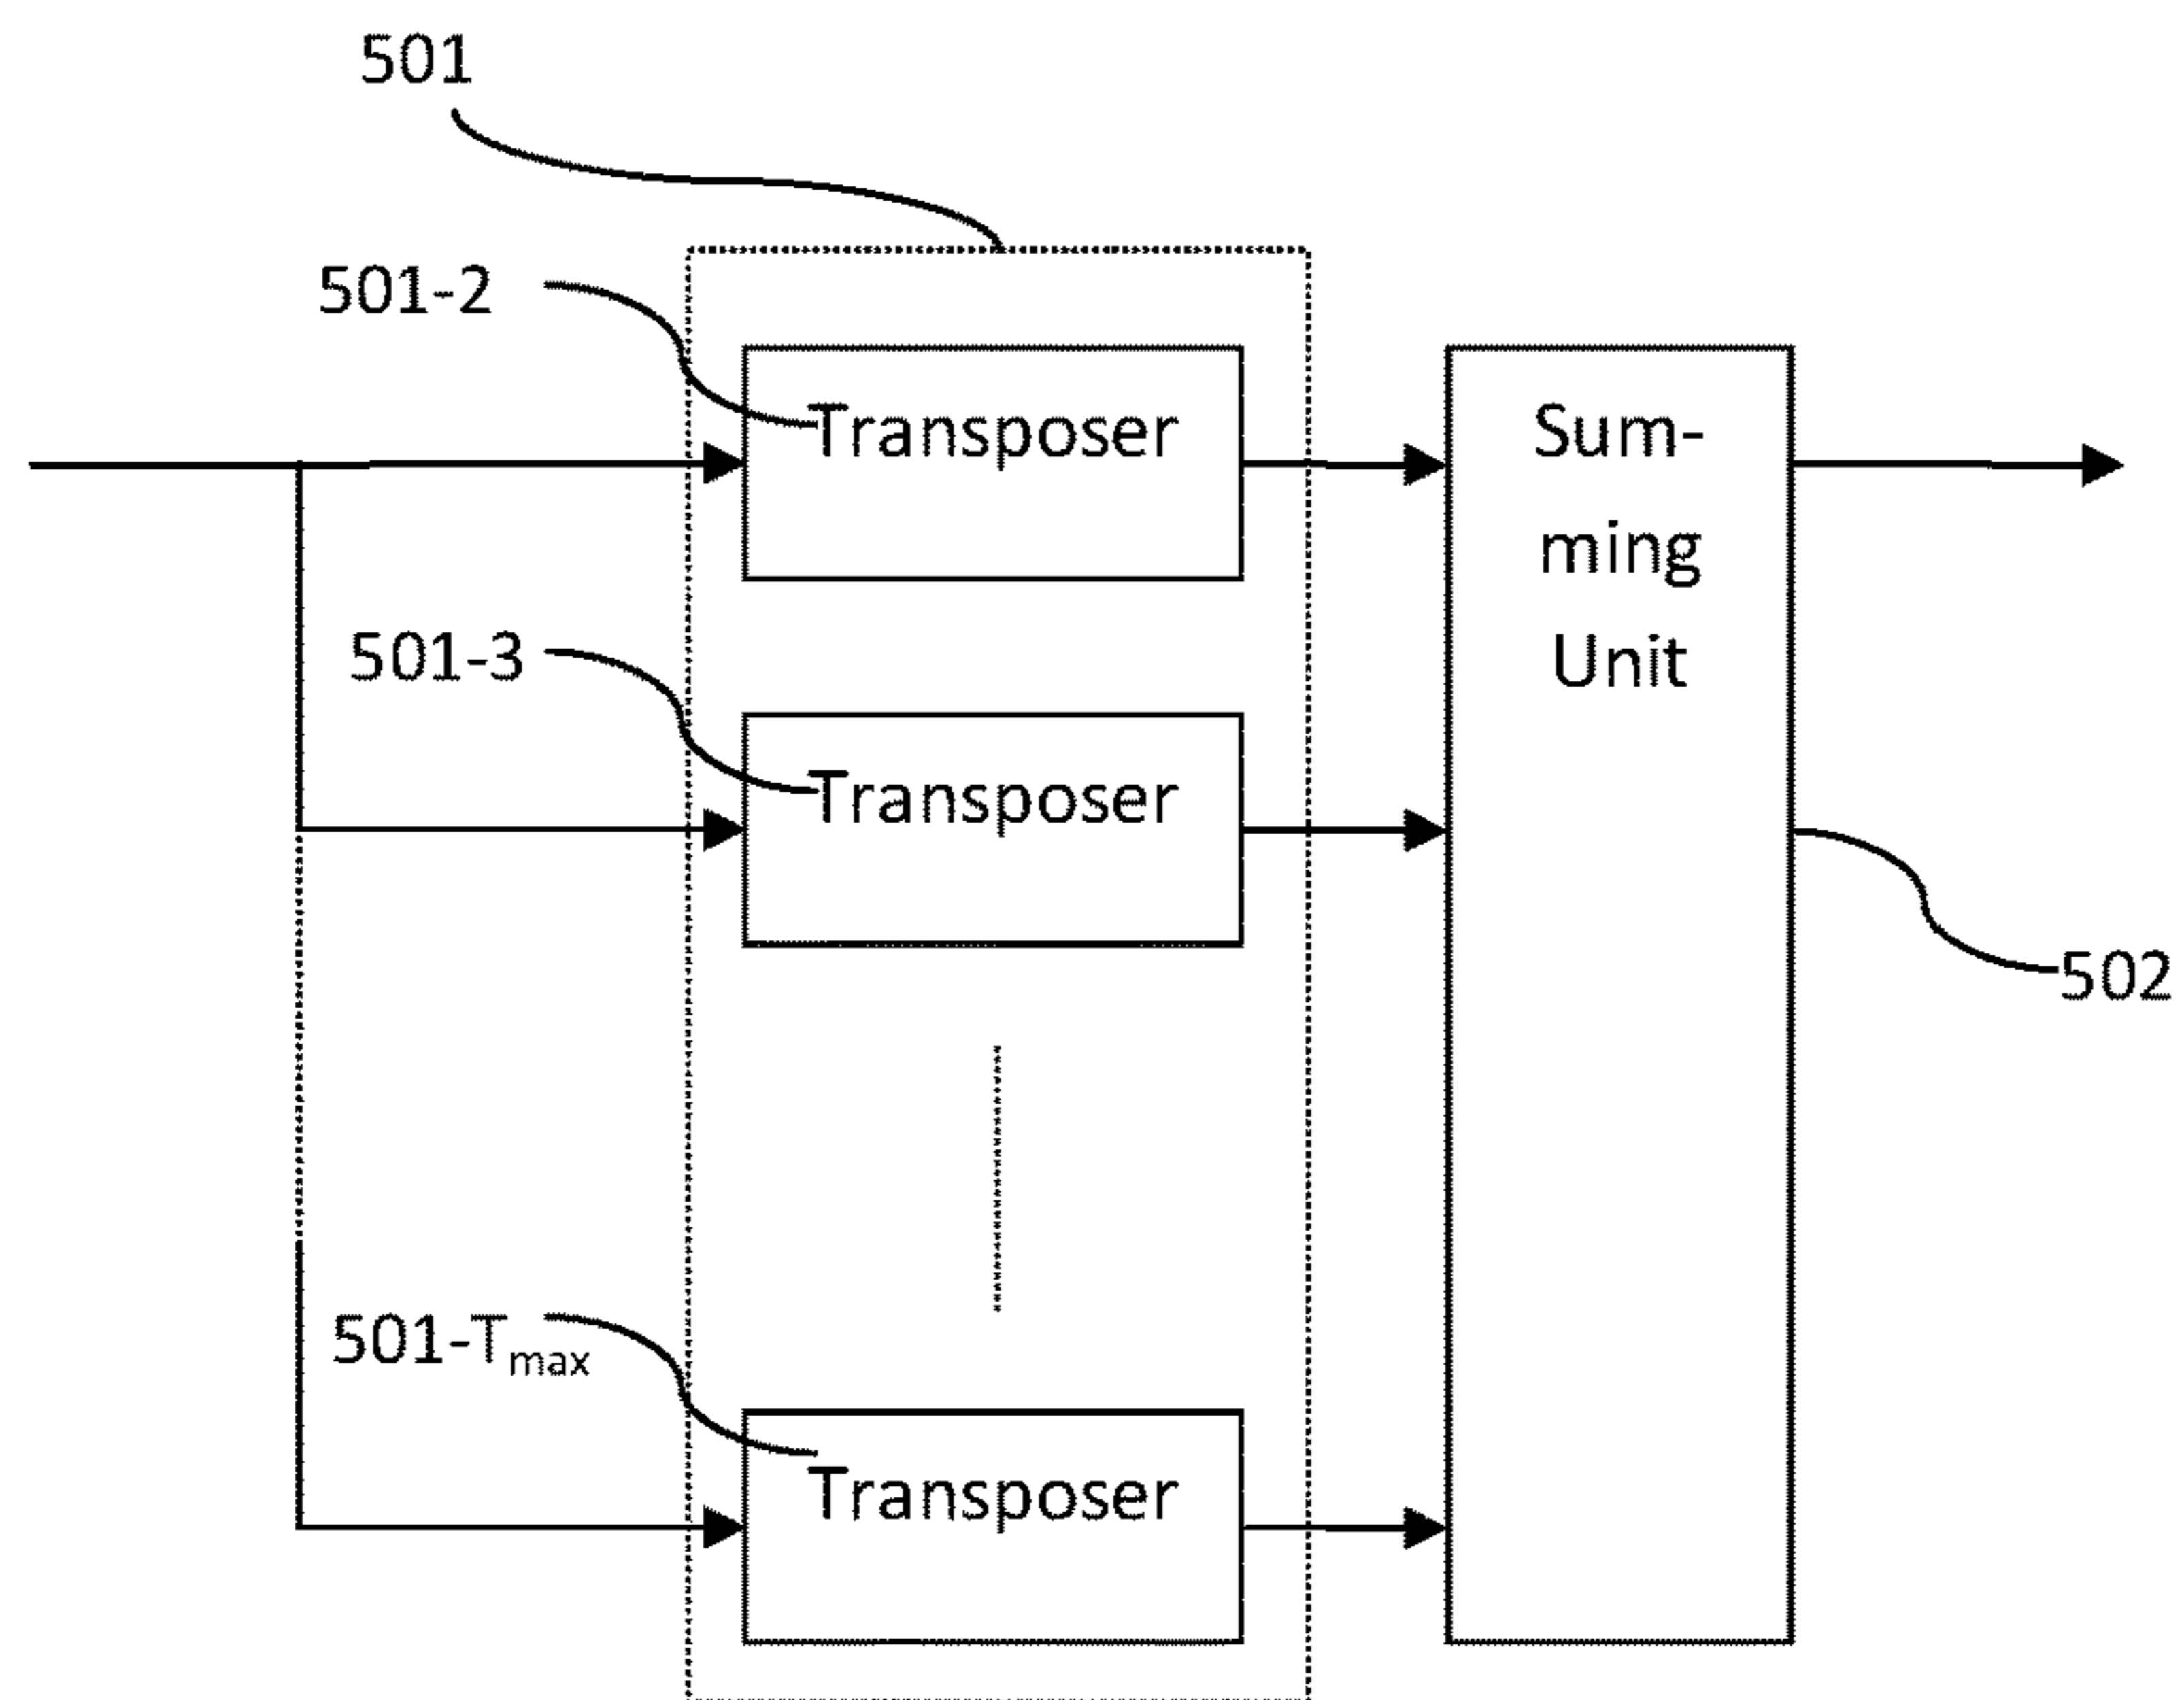 501
501-2
Transposer
Sum-
ming
Unit
501-3
Transposer
502
501-Tmax
Transposer